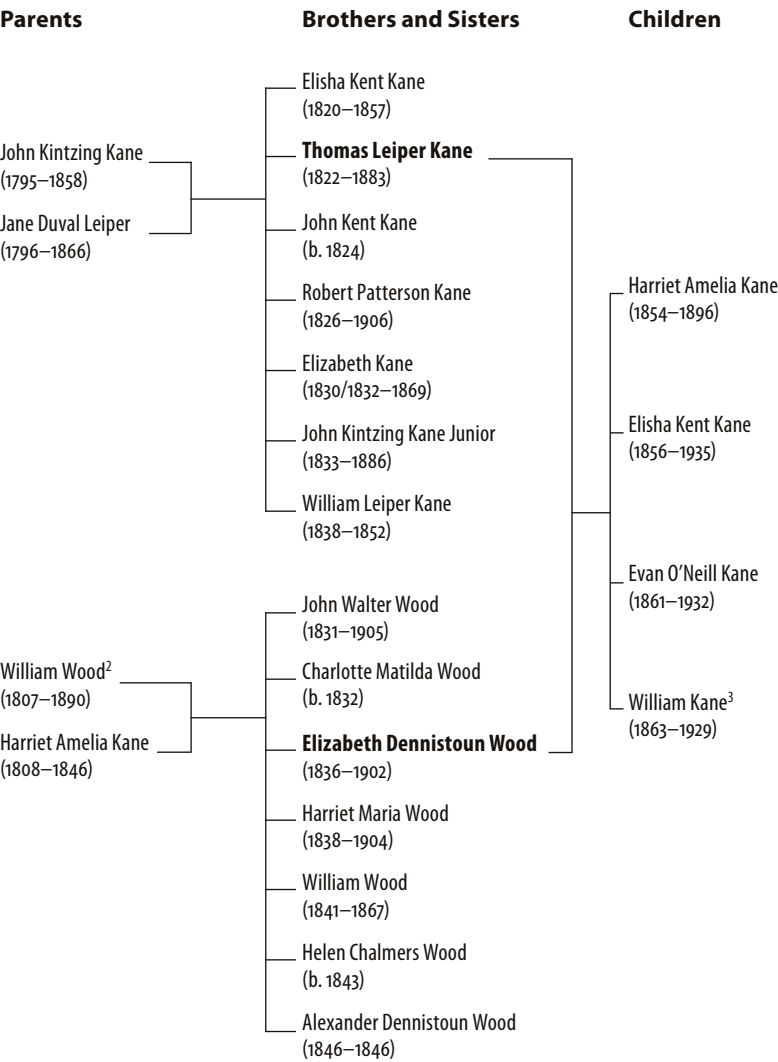 Parents
Brothers and Sisters
Children
John Kintzing Kane
(1795–1858)
Jane Duval Leiper
(1796–1866)
Elisha Kent Kane
(1820–1857)
Thomas Leiper Kane
(1822–1883)
John Kent Kane
(b. 1824)
Robert Patterson Kane
(1826–1906)
Elizabeth Kane
(1830/1832–1869)
John Kintzing Kane Junior
(1833–1886)
William Leiper Kane
(1838–1852)
William Wood²
(1807–1890)
Harriet Amelia Kane
(1808–1846)
John Walter Wood
(1831–1905)
Charlotte Matilda Wood
(b. 1832)
Elizabeth Dennistoun Wood
(1836–1902)
Harriet Maria Wood
(1838–1904)
William Wood
(1841–1867)
Helen Chalmers Wood
(b. 1843)
Alexander Dennistoun Wood
(1846–1846)
Harriet Amelia Kane
(1854–1896)
Elisha Kent Kane
(1856–1935)
Evan O’Neill Kane
(1861–1932)
William Kane³
(1863–1929)